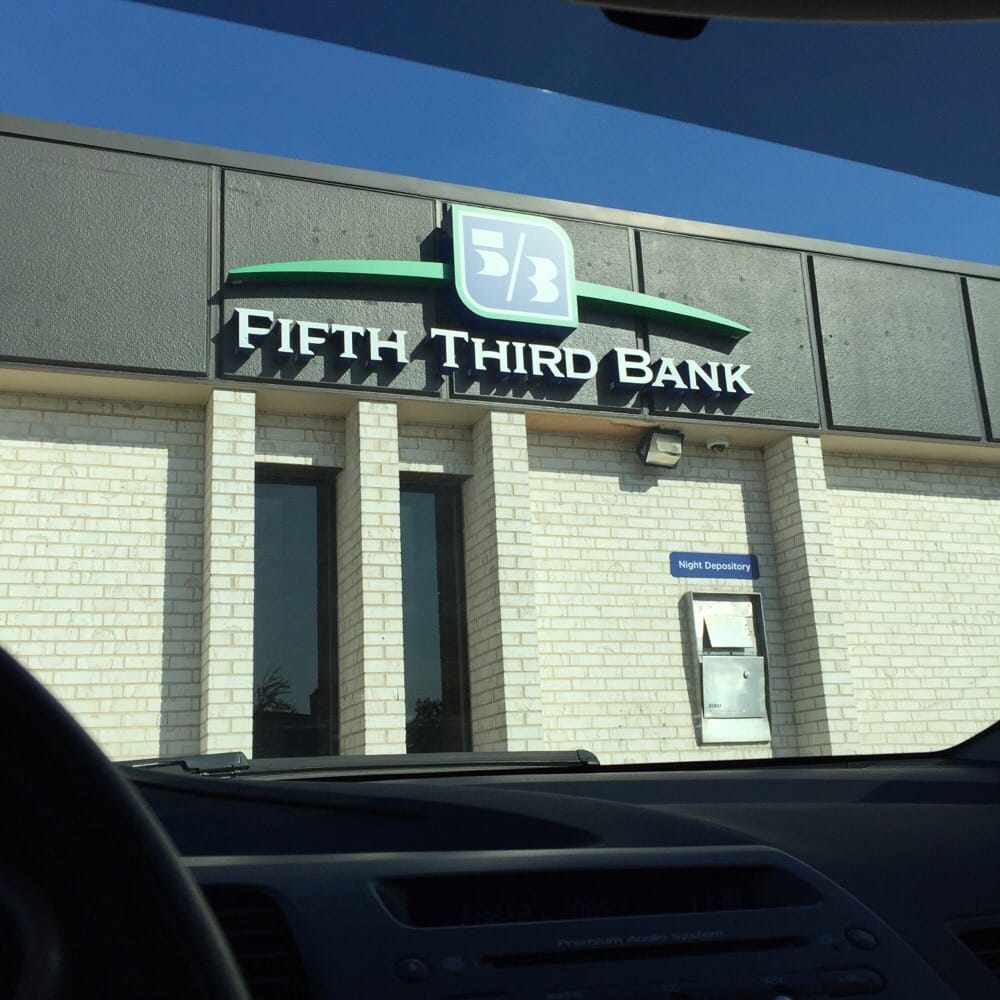 5/3
FIFTH THIRD BANK
Night Depository
Premium Audio System